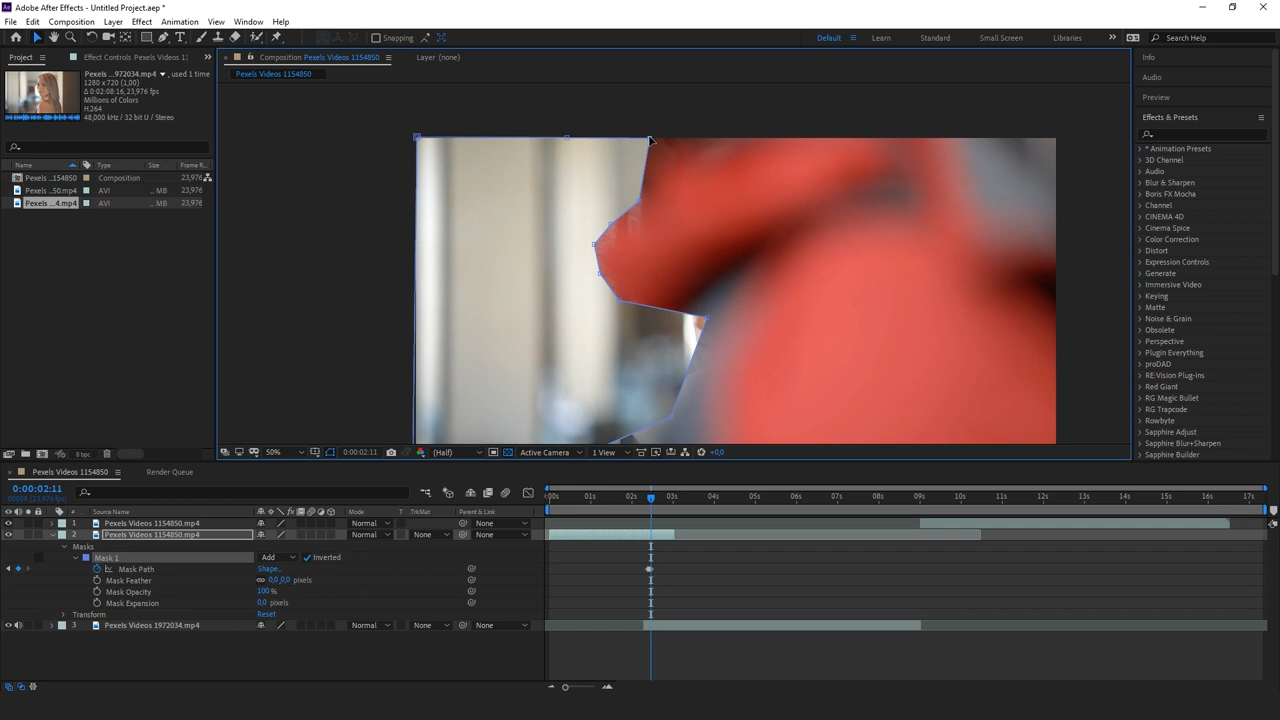 Adobe After Effects - Untitled Project.aep *
File Edit Composition Layer Effect Animation View Window Help
Snapping
Default Learn Standard Small Screen Libraries Search Help
Project Effect Controls Pexels Videos 11
Composition Pexels Videos 1154850 Layer (none)
Pexels Videos 1154850
Pexels ...972034.mp4, used 1 time
1280 x 720 (1,00)
Δ 0:02:08:16, 23,976 fps
Millions of Colors
H.264
48,000 kHz / 32 bit U / Stereo
Name Type Size Frame R...
Pexels ...154850 Composition 23,976
Pexels ...50.mp4 AVI ... MB 23,976
Pexels ...4.mp4 AVI ... MB 23,976
Info
Audio
Preview
Effects & Presets
* Animation Presets
3D Channel
Audio
Blur & Sharpen
Boris FX Mocha
Channel
CINEMA 4D
Cinema Spice
Color Correction
Distort
Expression Controls
Generate
Immersive Video
Keying
Matte
Noise & Grain
Obsolete
Perspective
Plugin Everything
proDAD
RE:Vision Plug-ins
Red Giant
RG Magic Bullet
RG Trapcode
Rowbyte
Sapphire Adjust
Sapphire Blur+Sharpen
Sapphire Builder
8 bpc
50% 0:00:02:11 (Half) Active Camera 1 View +0,0
Pexels Videos 1154850 Render Queue
0:00:02:11
00059 (23,976 fps)
# Source Name Mode T TrkMat Parent & Link
:00s 01s 02s 03s 04s 05s 06s 07s 08s 09s 10s 11s 12s 13s 14s 15s 16s 17s
1 Pexels Videos 1154850.mp4 Normal None
2 Pexels Videos 1154850.mp4 Normal None None
Masks
Mask 1 Add Inverted
Mask Path Shape...
Mask Feather 0,0,0,0 pixels
Mask Opacity 100 %
Mask Expansion 0,0 pixels
Transform Reset
3 Pexels Videos 1972034.mp4 Normal None None